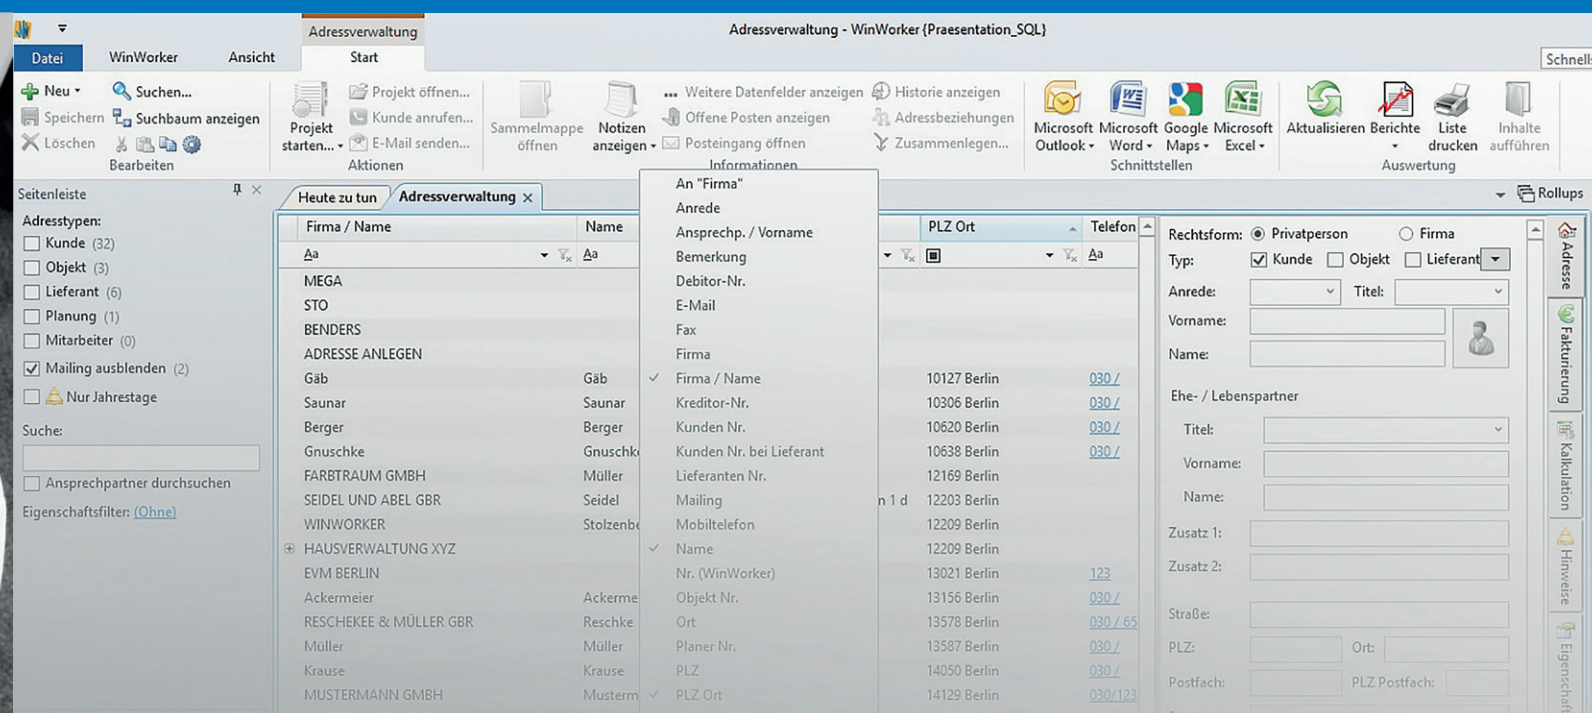 Adressverwaltung
Adressverwaltung - WinWorker {Praesentation_SQL}
Datei
WinWorker
Ansicht
Start
Neu
Suchen...
Speichern
Suchbaum anzeigen
Löschen
Bearbeiten
Projekt starten...
Projekt öffnen...
Kunde anrufen...
E-Mail senden...
Aktionen
Sammelmappe öffnen
Notizen anzeigen
Weitere Datenfelder anzeigen
Offene Posten anzeigen
Posteingang öffnen
Historie anzeigen
Adressbeziehungen
Zusammenlegen...
Informationen
Microsoft Outlook
Microsoft Word
Google Maps
Microsoft Excel
Schnittstellen
Aktualisieren
Berichte
Liste drucken
Inhalte aufführen
Auswertung
Seitenleiste
Adresstypen:
Kunde (32)
Objekt (3)
Lieferant (6)
Planung (1)
Mitarbeiter (0)
Mailing ausblenden (2)
Nur Jahrestage
Suche:
Ansprechpartner durchsuchen
Eigenschaftsfilter: (Ohne)
Heute zu tun
Adressverwaltung
Rollups
Firma / Name
Name
PLZ Ort
Telefon
Aa
Aa
Aa
MEGA
STO
BENDERS
ADRESSE ANLEGEN
Gäb Gäb 10127 Berlin 030 /
Saunar Saunar 10306 Berlin 030 /
Berger Berger 10620 Berlin 030 /
Gnuschke Gnuschke 10638 Berlin 030 /
FARBTRAUM GMBH Müller 12169 Berlin
SEIDEL UND ABEL GBR Seidel n 1 d 12203 Berlin
WINWORKER Stolzenbe 12209 Berlin
HAUSVERWALTUNG XYZ 12209 Berlin
EVM BERLIN 13021 Berlin 123
Ackermeier Ackerme 13156 Berlin 030 /
RESCHEKEE & MÜLLER GBR Reschke 13578 Berlin 030 / 65
Müller Müller 13587 Berlin 030 /
Krause Krause 14050 Berlin 030 /
MUSTERMANN GMBH Musterm 14129 Berlin 030/123
An "Firma"
Anrede
Ansprechp. / Vorname
Bemerkung
Debitor-Nr.
E-Mail
Fax
Firma
Firma / Name
Kreditor-Nr.
Kunden Nr.
Kunden Nr. bei Lieferant
Lieferanten Nr.
Mailing
Mobiltelefon
Name
Nr. (WinWorker)
Objekt Nr.
Ort
Planer Nr.
PLZ
PLZ Ort
Rechtsform: Privatperson Firma
Typ: Kunde Objekt Lieferant
Anrede: Titel:
Vorname:
Name:
Ehe- / Lebenspartner
Titel:
Vorname:
Name:
Zusatz 1:
Zusatz 2:
Straße:
PLZ: Ort:
Postfach: PLZ Postfach:
Adresse
Fakturierung
Kalkulation
Hinweise
Eigenschaft